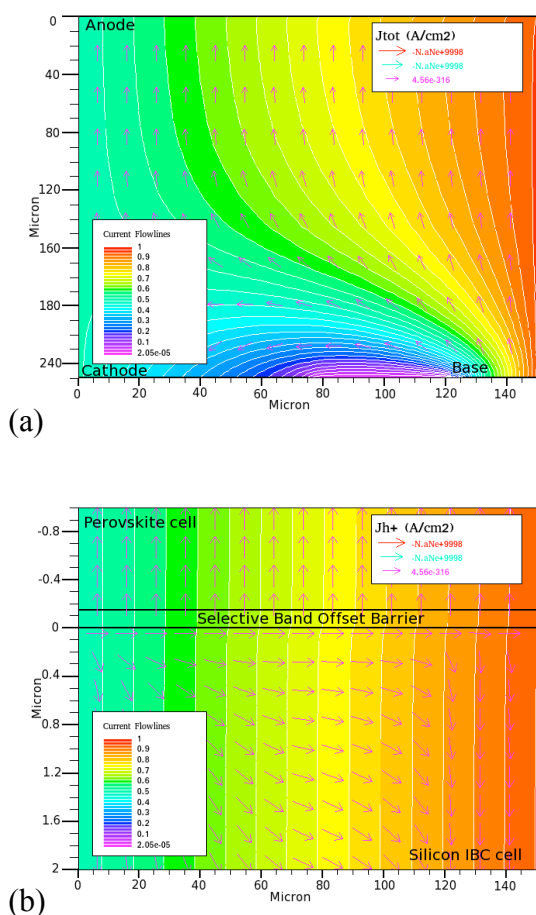 Anode
Jtot (A/cm2)
-N.aNe+9998
-N.aNe+9998
4.56e-316
0
40
80
120
160
180
240
Micron
Current Flowlines
1
0.9
0.8
0.7
0.6
0.5
0.4
0.3
0.2
0.1
2.05e-05
Cathode
Base
0 20 40 60 80 100 120 140
Micron
(a)
Perovskite cell
Jh+ (A/cm2)
-N.aNe+9998
-N.aNe+9998
4.56e-316
Selective Band Offset Barrier
-0.8
-0.4
0
0.4
0.8
1.2
1.6
2
Micron
Current Flowlines
1
0.9
0.8
0.7
0.6
0.5
0.4
0.3
0.2
0.1
2.05e-05
Silicon IBC cell
0 20 40 60 80 100 120 140
Micron
(b)